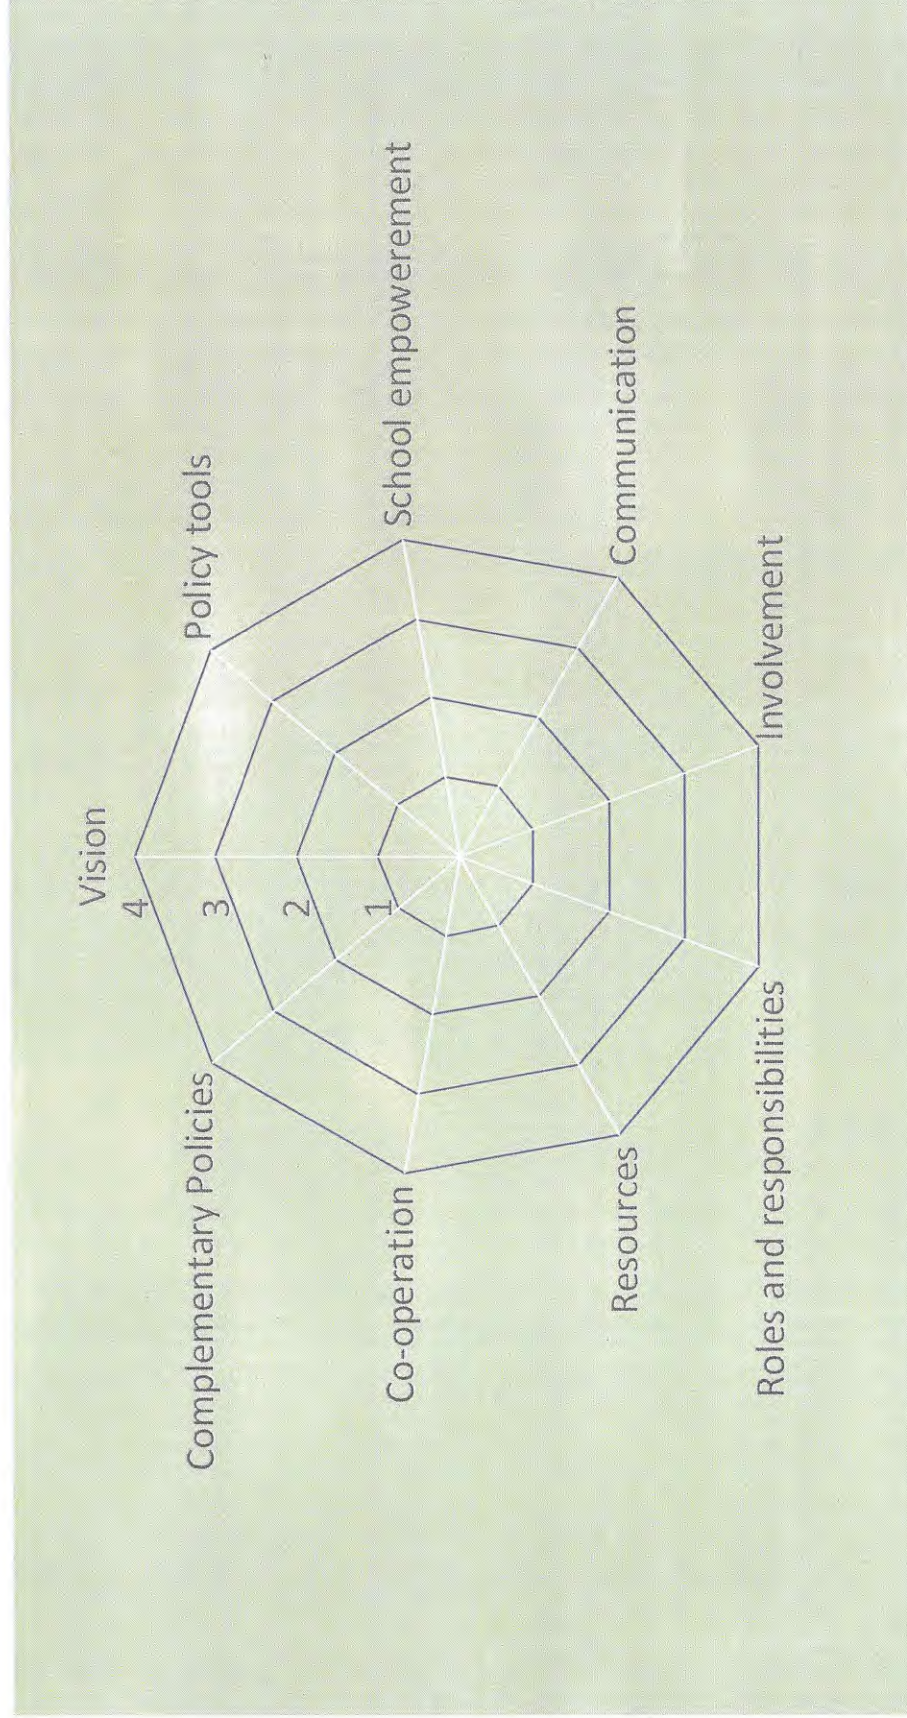 Vision
4
Complementary Policies
Policy tools
3
2
1
Co-operation
School empowerement
Resources
Communication
Roles and responsibilities
Involvement